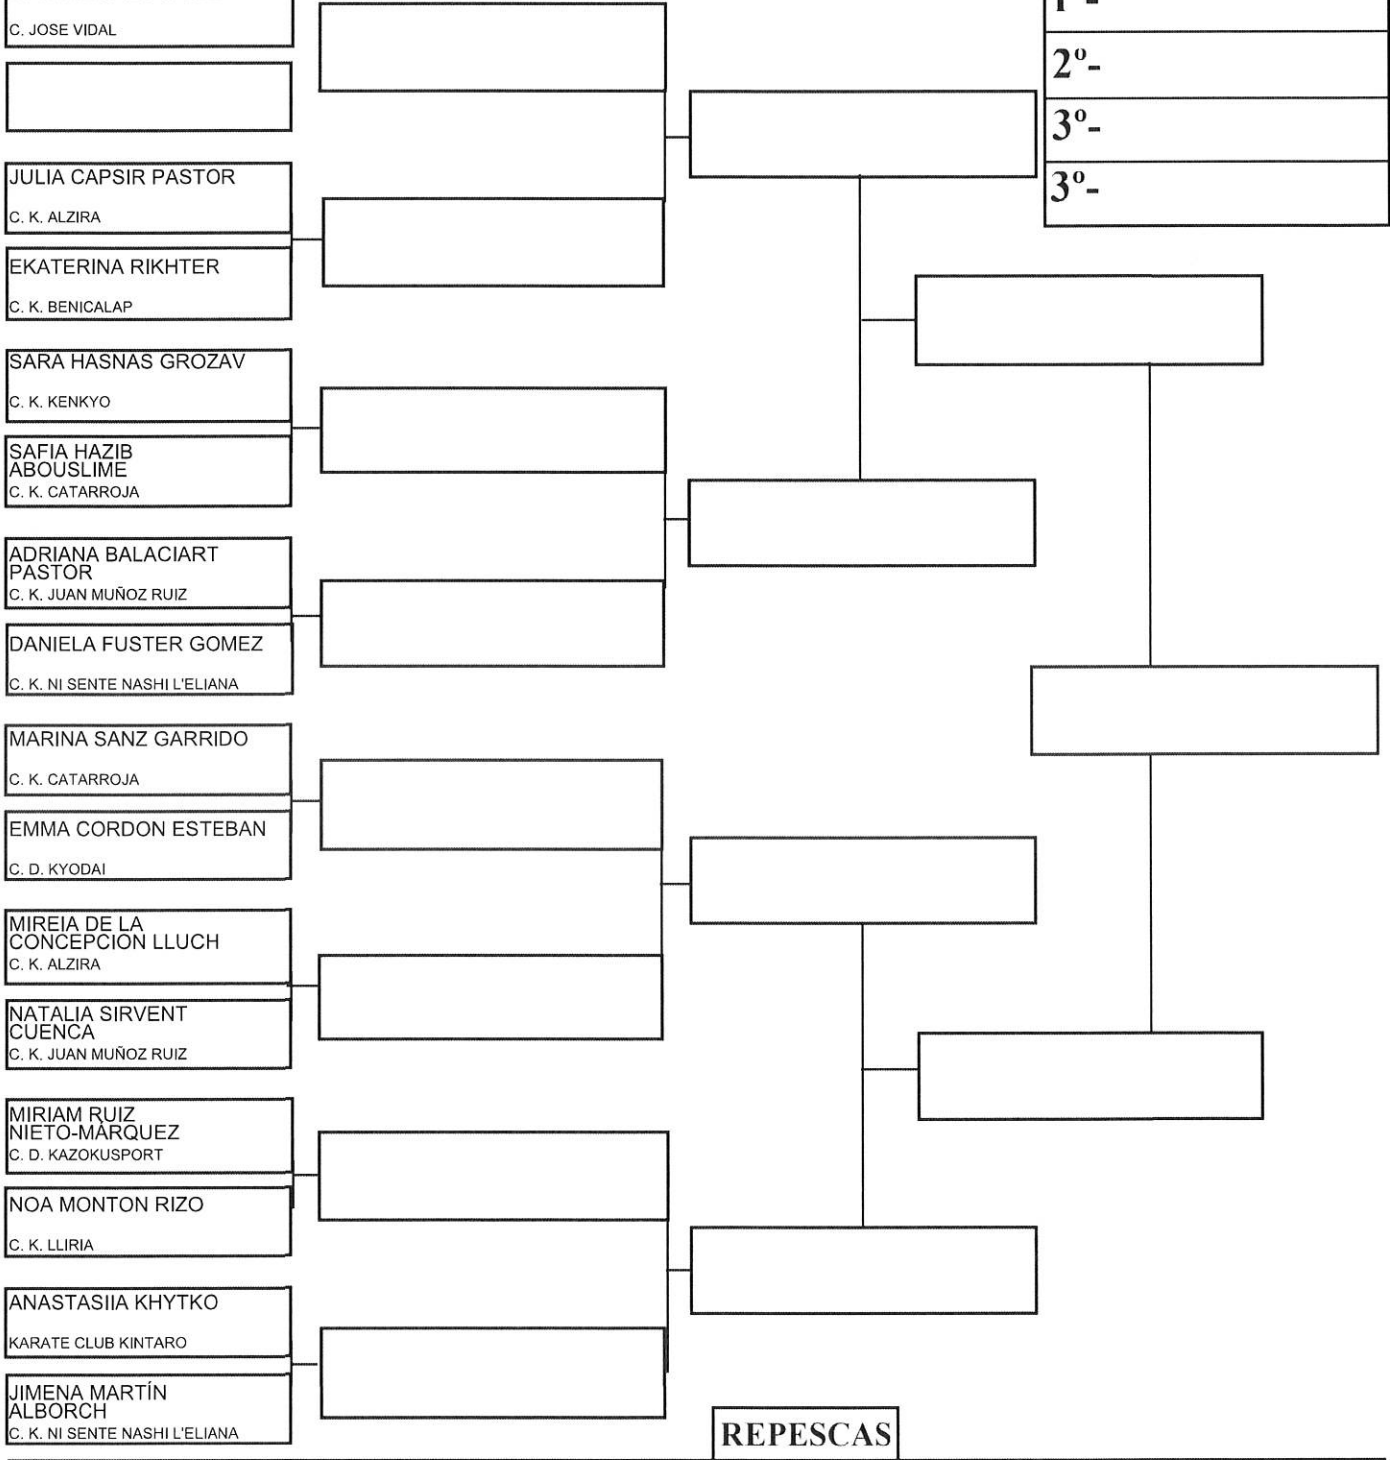 C. JOSE VIDAL
2º-
3º-
3º-
JULIA CAPSIR PASTOR
C. K. ALZIRA
EKATERINA RIKHTER
C. K. BENICALAP
SARA HASNAS GROZAV
C. K. KENKYO
SAFIA HAZIB
ABOUSLIME
C. K. CATARROJA
ADRIANA BALACIART
PASTOR
C. K. JUAN MUÑOZ RUIZ
DANIELA FUSTER GOMEZ
C. K. NI SENTE NASHI L'ELIANA
MARINA SANZ GARRIDO
C. K. CATARROJA
EMMA CORDON ESTEBAN
C. D. KYODAI
MIREIA DE LA
CONCEPCION LLUCH
C. K. ALZIRA
NATALIA SIRVENT
CUENCA
C. K. JUAN MUÑOZ RUIZ
MIRIAM RUIZ
NIETO-MÁRQUEZ
C. D. KAZOKUSPORT
NOA MONTON RIZO
C. K. LLIRIA
ANASTASIIA KHYTKO
KARATE CLUB KINTARO
JIMENA MARTÍN
ALBORCH
C. K. NI SENTE NASHI L'ELIANA
REPESCAS